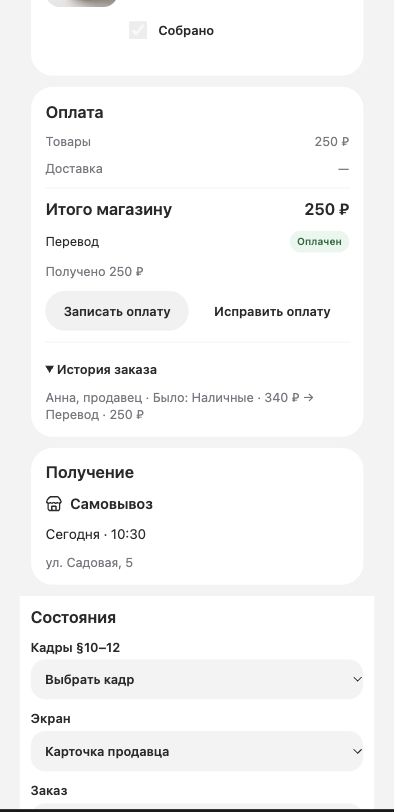 Собрано
Оплата
Товары 250 ₽
Доставка —
Итого магазину 250 ₽
Перевод Оплачен
Получено 250 ₽
Записать оплату Исправить оплату
▼ История заказа
Анна, продавец · Было: Наличные · 340 ₽ →
Перевод · 250 ₽
Получение
Самовывоз
Сегодня · 10:30
ул. Садовая, 5
Состояния
Кадры §10–12
Выбрать кадр
Экран
Карточка продавца
Заказ